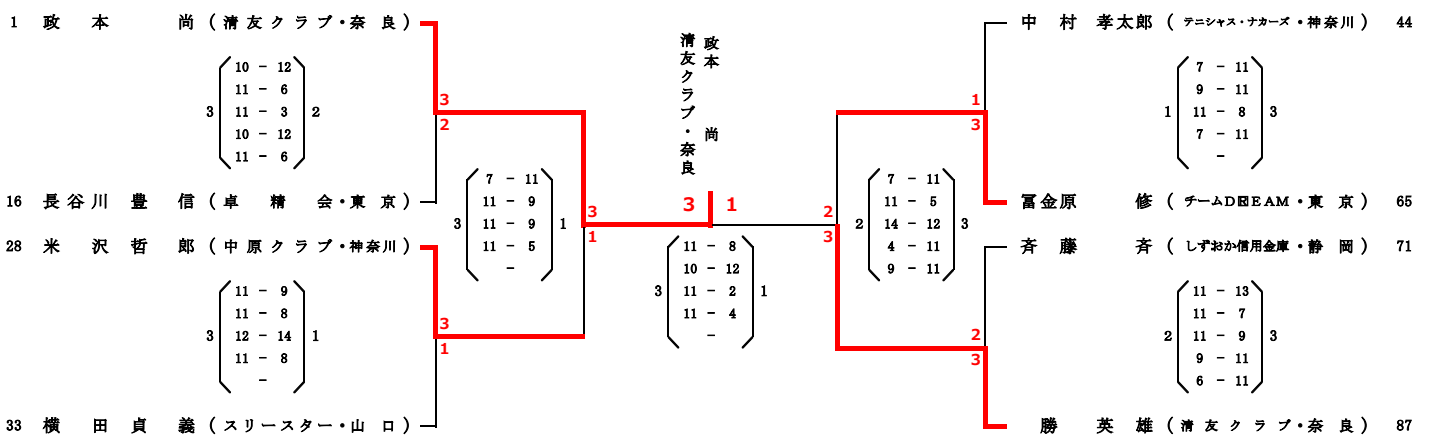 1 政本 尚 (清友クラブ・奈良)
10 - 12
11 - 6
3 11 - 3 2
10 - 12
11 - 6
16 長谷川 豊信 (卓精会・東京)
3
2
28 米沢哲郎 (中原クラブ・神奈川)
11 - 9
11 - 8
3 12 - 14 1
11 - 8
-
33 横田貞義 (スリースター・山口)
3
1
7 - 11
11 - 9
3 11 - 9 1
11 - 5
-
3
1
政本 尚
清友クラブ・奈良
3 1
11 - 8
10 - 12
3 11 - 2 1
11 - 4
-
2
3
7 - 11
11 - 5
2 14 - 12 3
4 - 11
9 - 11
1
3
中村 孝太郎 (テニシャス・ナカーズ・神奈川) 44
7 - 11
9 - 11
1 11 - 8 3
7 - 11
-
冨金原 修 (チームDREAM・東京) 65
2
3
斉藤 斉 (しずおか信用金庫・静岡) 71
11 - 13
11 - 7
2 11 - 9 3
9 - 11
6 - 11
勝 英雄 (清友クラブ・奈良) 87